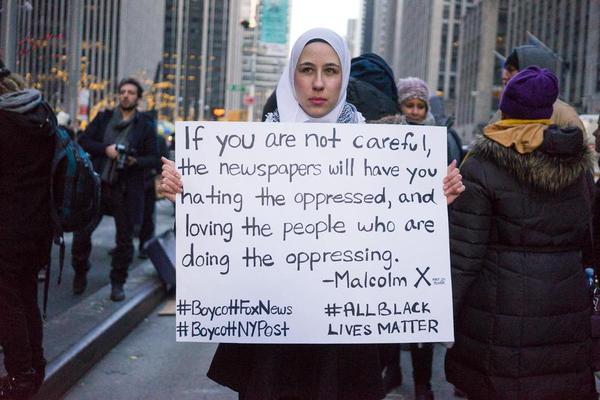 If you are not careful,
the newspapers will have you
hating the oppressed, and
loving the people who are
doing the oppressing.
-Malcolm X
#BoycottFoxNews
#BoycottNYPost
#ALLBLACK
LIVES MATTER